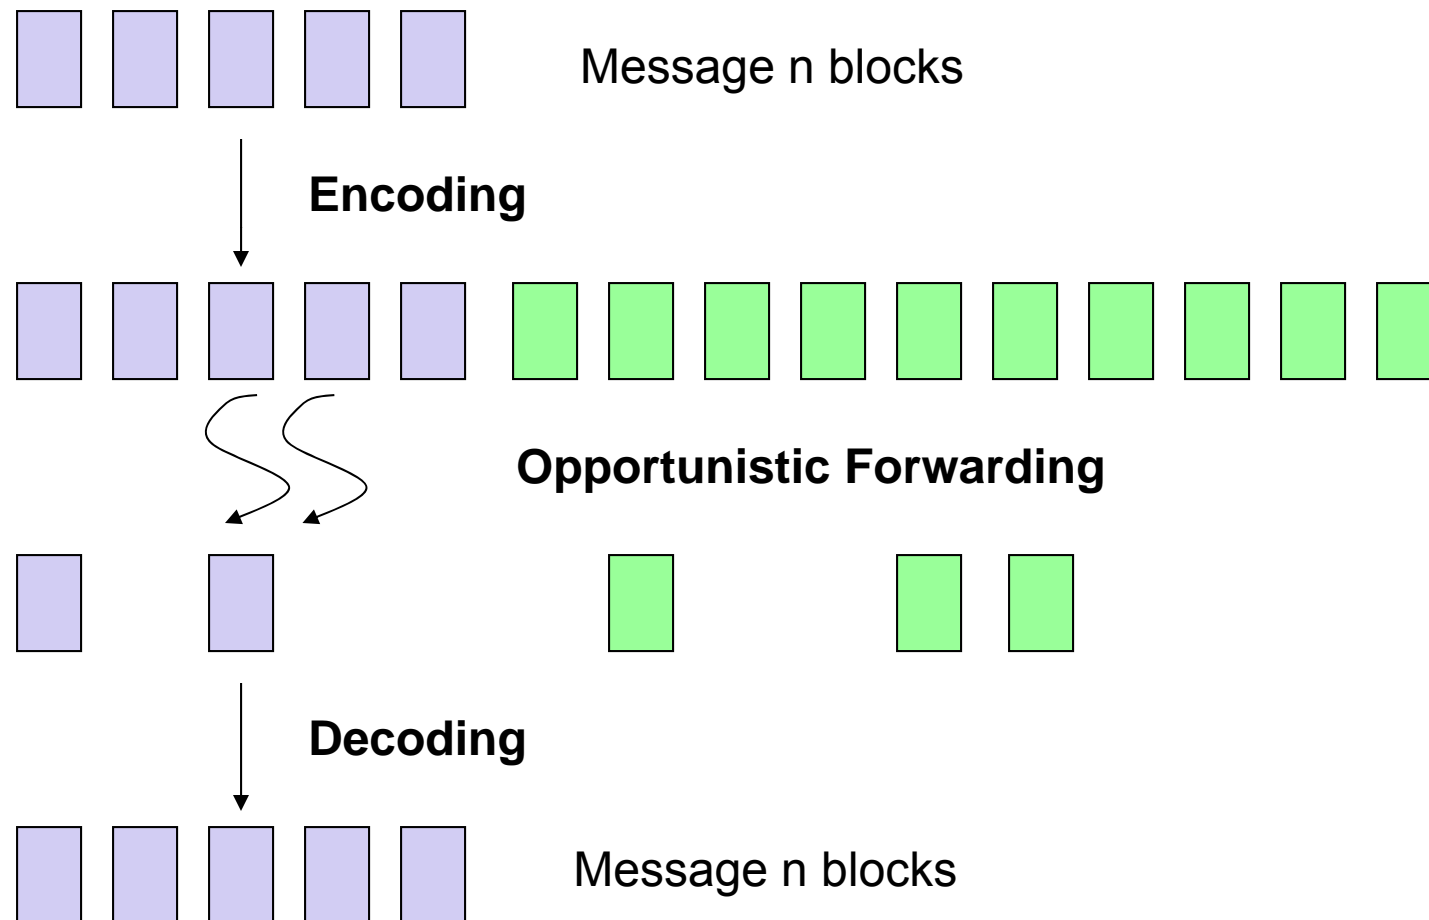 Message n blocks
Encoding
Opportunistic Forwarding
Decoding
Message n blocks